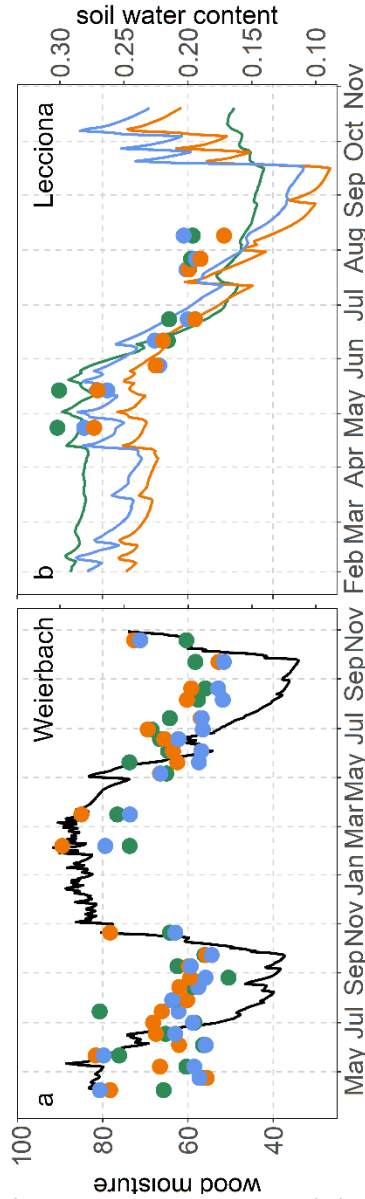 a
Weierbach
wood moisture
100
80
60
40
May
Jul
Sep
Nov
Jan
Mar
May
Jul
Sep
Nov
b
Lecciona
soil water content
0.30
0.25
0.20
0.15
0.10
Feb
Mar
Apr
May
Jun
Jul
Aug
Sep
Oct
Nov